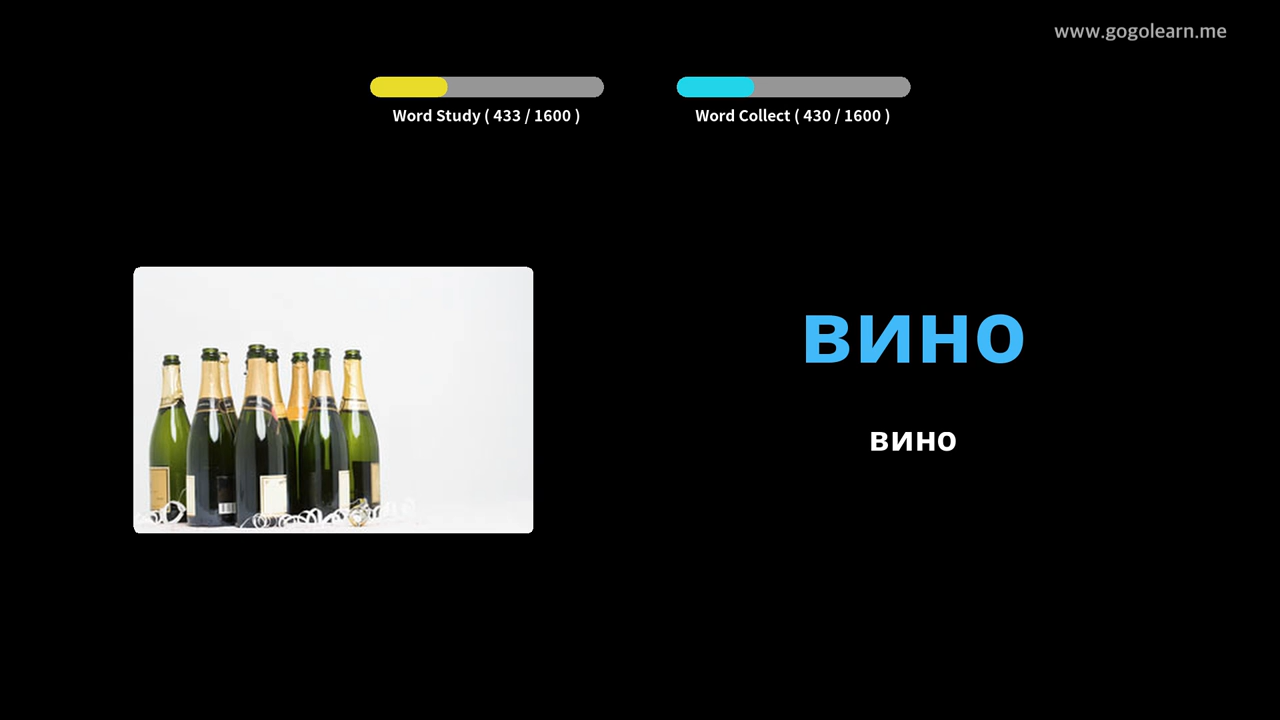 www.gogolearn.me
Word Study ( 433 / 1600 )
Word Collect ( 430 / 1600 )
вино
вино